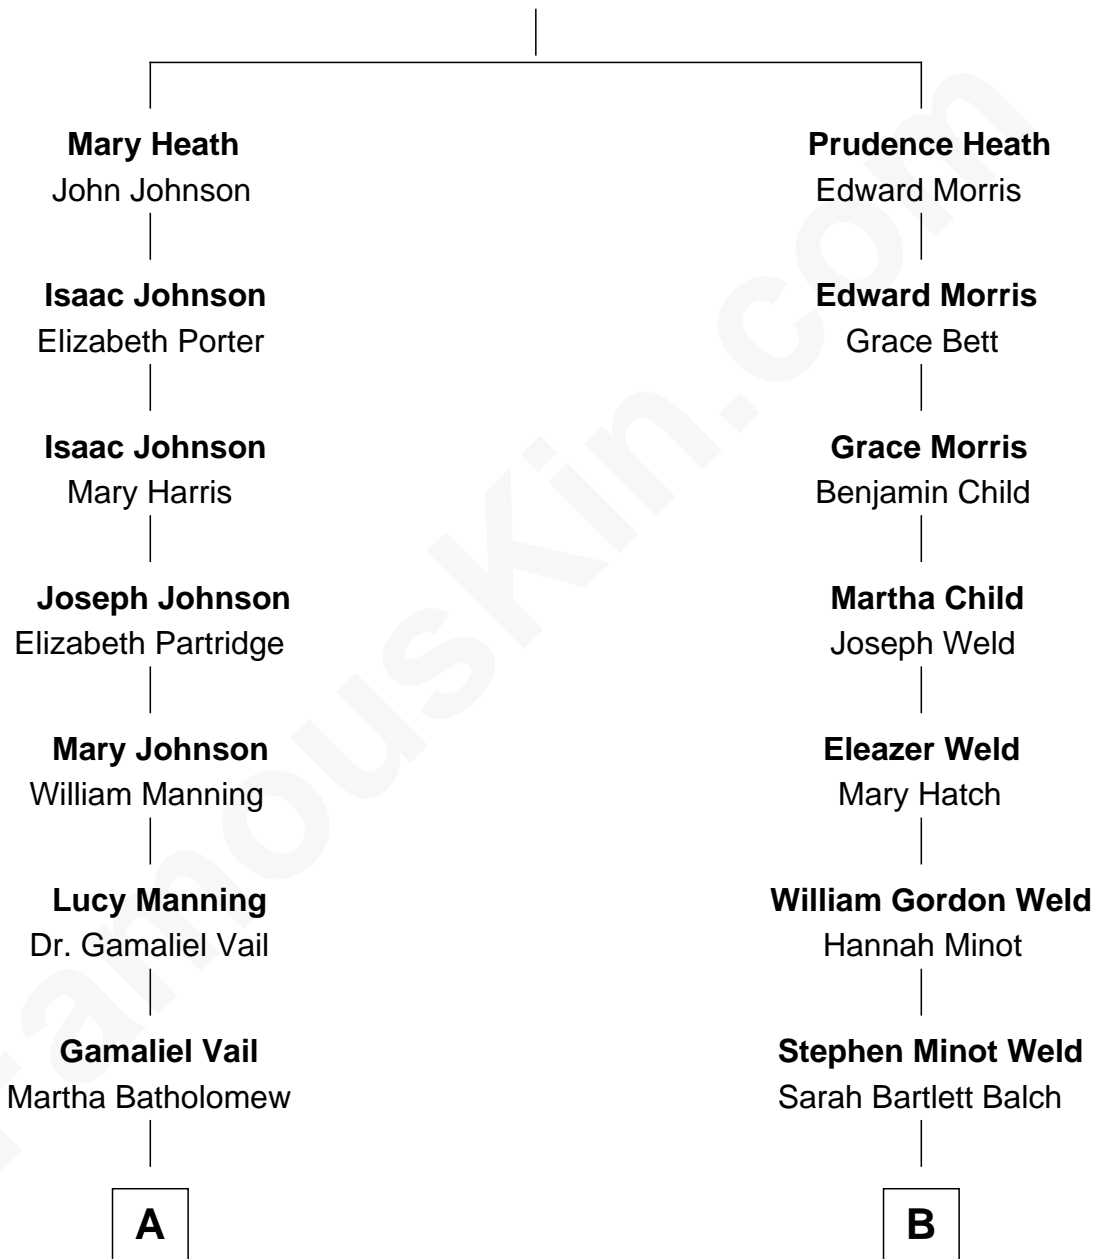 Mary Heath
John Johnson
Isaac Johnson
Elizabeth Porter
Isaac Johnson
Mary Harris
Joseph Johnson
Elizabeth Partridge
Mary Johnson
William Manning
Lucy Manning
Dr. Gamaliel Vail
Gamaliel Vail
Martha Batholomew
A
Prudence Heath
Edward Morris
Edward Morris
Grace Bett
Grace Morris
Benjamin Child
Martha Child
Joseph Weld
Eleazer Weld
Mary Hatch
William Gordon Weld
Hannah Minot
Stephen Minot Weld
Sarah Bartlett Balch
B
FamousKin.com